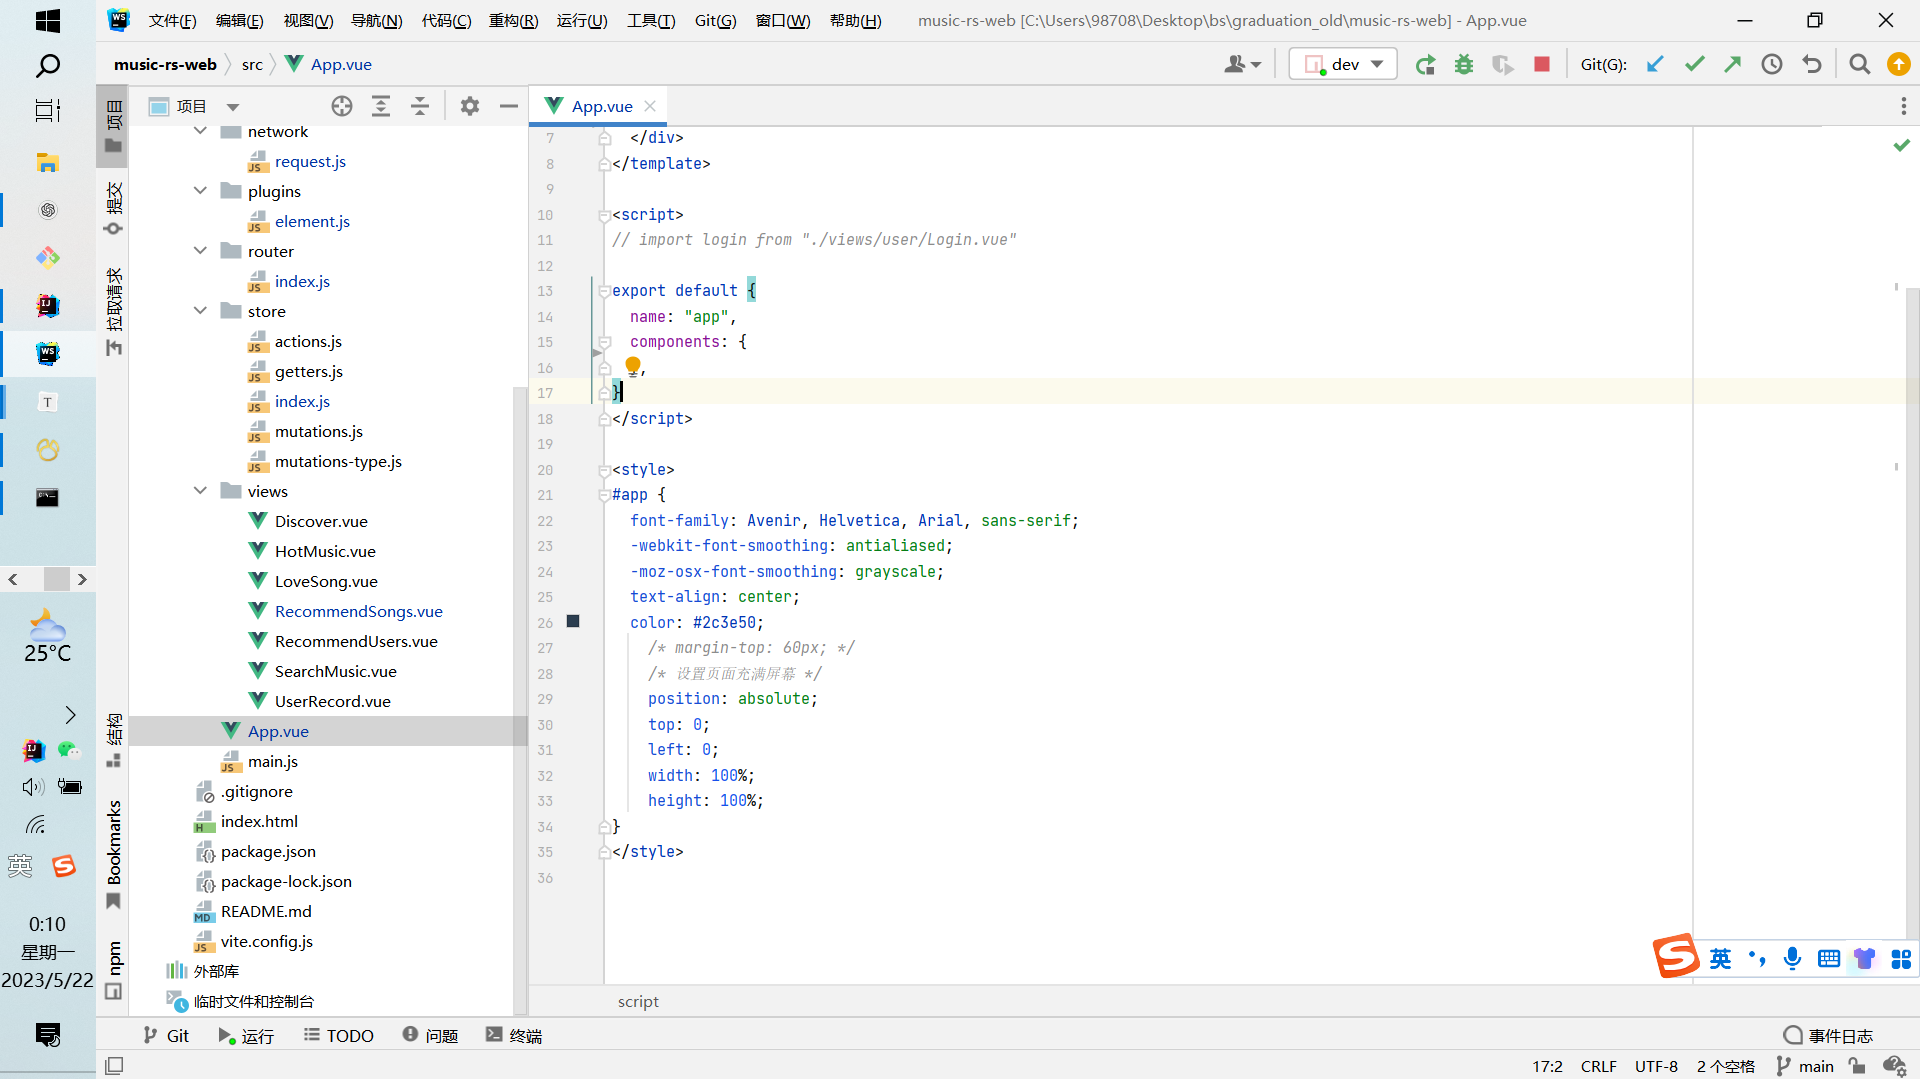 文件(F) 编辑(E) 视图(V) 导航(N) 代码(C) 重构(R) 运行(U) 工具(T) Git(G) 窗口(W) 帮助(H) music-rs-web [C:\Users\98708\Desktop\bs\graduation_old\music-rs-web] - App.vue
music-rs-web src App.vue dev Git(G):
项目
App.vue
项目
提交
拉取请求
结构
Bookmarks
npm
network
request.js
plugins
element.js
router
index.js
store
actions.js
getters.js
index.js
mutations.js
mutations-type.js
views
Discover.vue
HotMusic.vue
LoveSong.vue
RecommendSongs.vue
RecommendUsers.vue
SearchMusic.vue
UserRecord.vue
App.vue
main.js
.gitignore
index.html
package.json
package-lock.json
README.md
vite.config.js
外部库
临时文件和控制台
7 </div>
8 </template>
9
10 <script>
11 // import login from "./views/user/Login.vue"
12
13 export default {
14 name: "app",
15 components: {
16 ,
17 }
18 </script>
19
20 <style>
21 #app {
22 font-family: Avenir, Helvetica, Arial, sans-serif;
23 -webkit-font-smoothing: antialiased;
24 -moz-osx-font-smoothing: grayscale;
25 text-align: center;
26 color: #2c3e50;
27 /* margin-top: 60px; */
28 /* 设置页面充满屏幕 */
29 position: absolute;
30 top: 0;
31 left: 0;
32 width: 100%;
33 height: 100%;
34 }
35 </style>
36
script
英
Git 运行 TODO 问题 终端 事件日志
17:2 CRLF UTF-8 2 个空格 main
25°C
英
0:10
星期一
2023/5/22